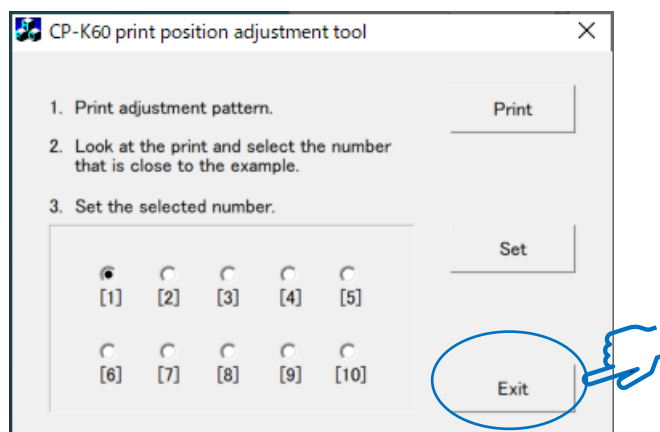 CP-K60 print position adjustment tool
1. Print adjustment pattern.
Print
2. Look at the print and select the number
that is close to the example.
3. Set the selected number.
Set
[1] [2] [3] [4] [5]
[6] [7] [8] [9] [10]
Exit